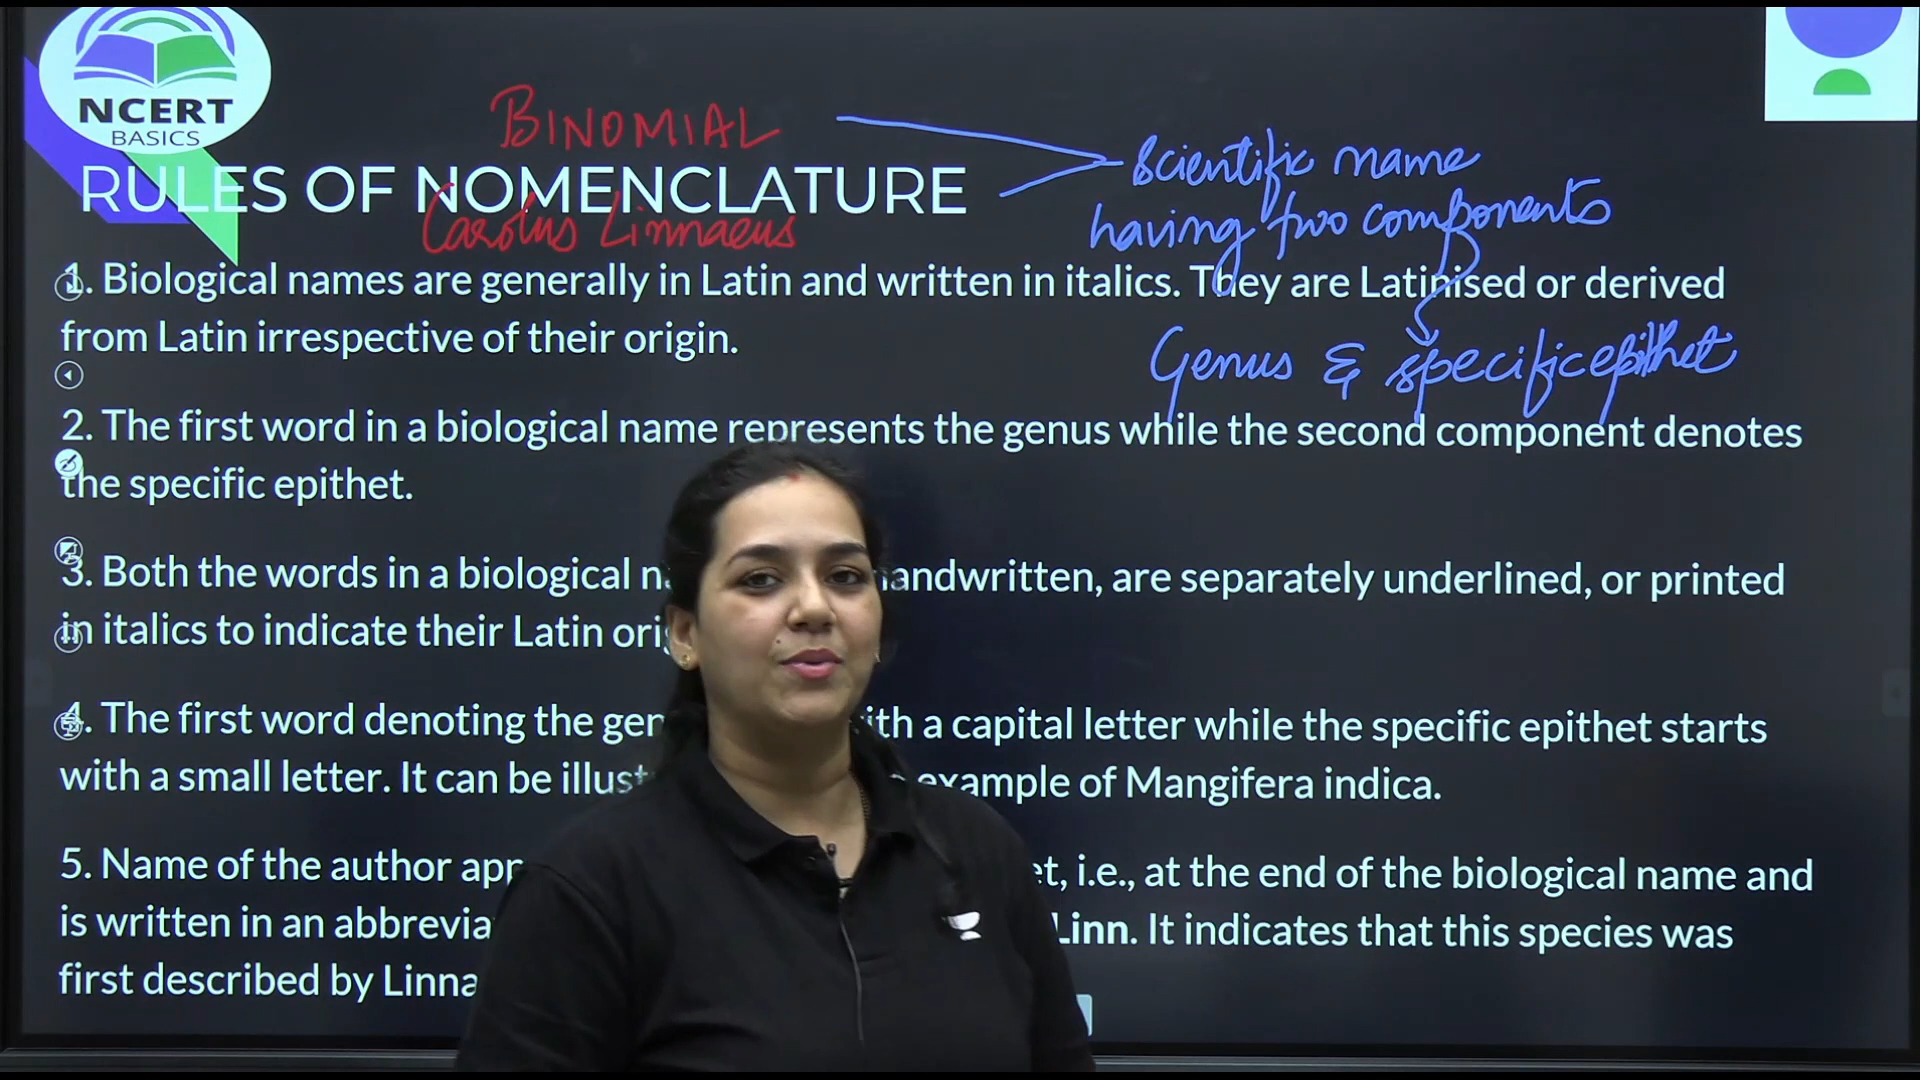 NCERT
BASICS
BINOMIAL
RULES OF NOMENCLATURE
Carolus Linnaeus
scientific name
having two components
Genus & specific epithet
1. Biological names are generally in Latin and written in italics. They are Latinised or derived
from Latin irrespective of their origin.
2. The first word in a biological name represents the genus while the second component denotes
the specific epithet.
3. Both the words in a biological handwritten, are separately underlined, or printed
in italics to indicate their Latin
4. The first word denoting the with a capital letter while the specific epithet starts
with a small letter. It can be example of Mangifera indica.
5. Name of the author i.e., at the end of the biological name and
is written in an Linn. It indicates that this species was
first described by